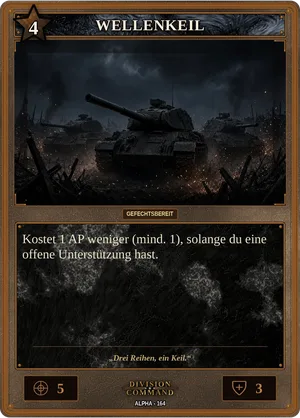 4
WELLENKEIL
GEFECHTSBEREIT
Kostet 1 AP weniger (mind. 1), solange du eine
offene Unterstützung hast.
„Drei Reihen, ein Keil.“
5
DIVISION
COMMAND
3
ALPHA - 164